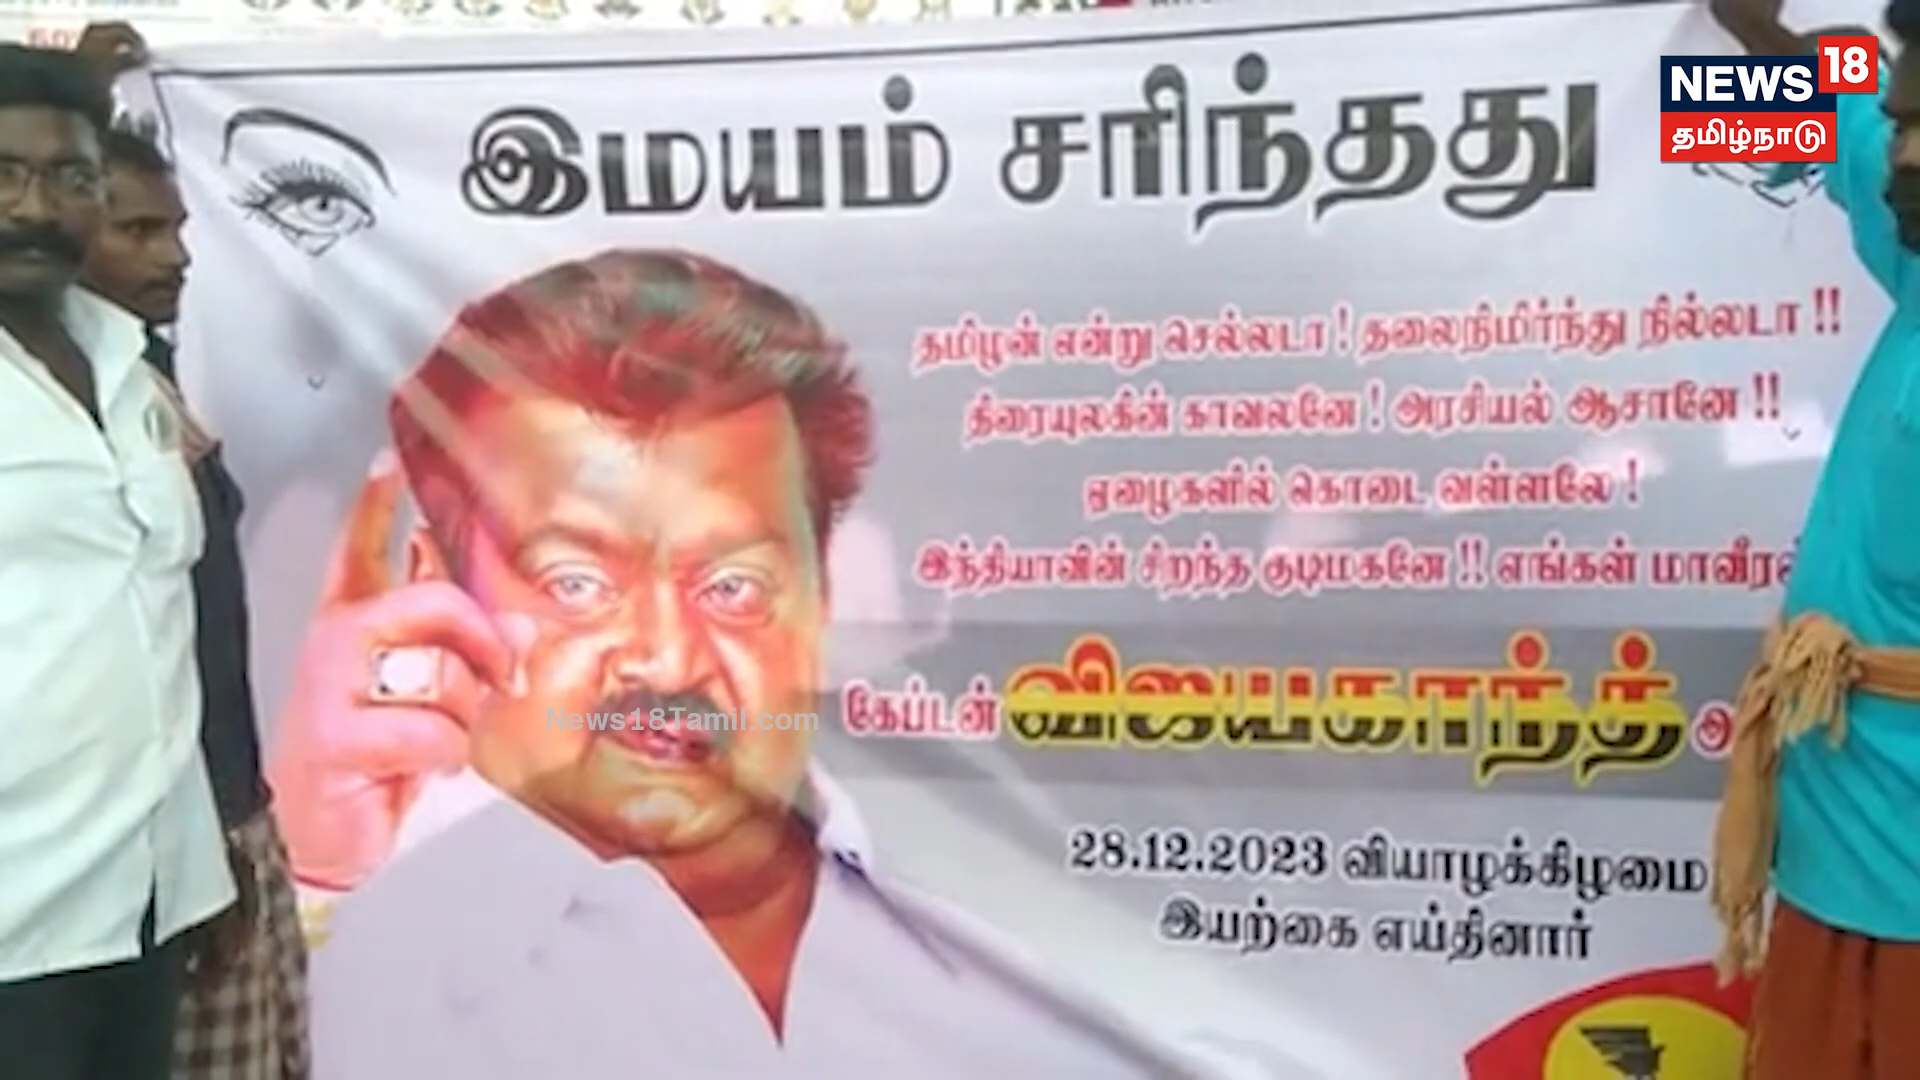 இமயம் சரிந்தது
NEWS 18
தமிழ்நாடு
தமிழன் என்று செல்லடா ! தலைநிமிர்ந்து நில்லடா !!
திரையுலகின் காவலனே ! அரசியல் ஆசானே !!
ஏழைகளில் கொடை வள்ளலே !
இந்தியாவின் சிறந்த குடிமகனே !! எங்கள்
கேப்டன் விஜயகாந்த்
News18Tamil.com
28.12.2023 வியாழக்கிழமை
இயற்கை எய்தினார்